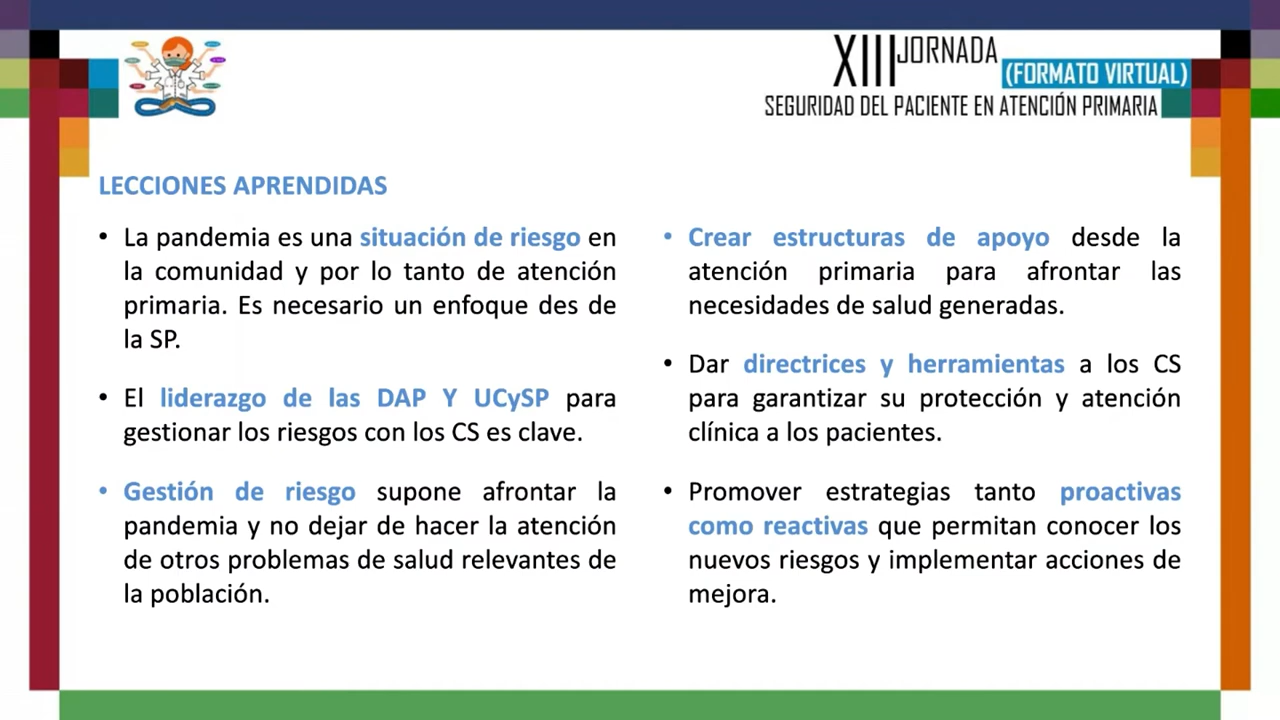 XIII JORNADA
(FORMATO VIRTUAL)
SEGURIDAD DEL PACIENTE EN ATENCIÓN PRIMARIA
LECCIONES APRENDIDAS
• La pandemia es una situación de riesgo en
la comunidad y por lo tanto de atención
primaria. Es necesario un enfoque des de
la SP.
• El liderazgo de las DAP Y UCySP para
gestionar los riesgos con los CS es clave.
• Gestión de riesgo supone afrontar la
pandemia y no dejar de hacer la atención
de otros problemas de salud relevantes de
la población.
• Crear estructuras de apoyo desde la
atención primaria para afrontar las
necesidades de salud generadas.
• Dar directrices y herramientas a los CS
para garantizar su protección y atención
clínica a los pacientes.
• Promover estrategias tanto proactivas
como reactivas que permitan conocer los
nuevos riesgos y implementar acciones de
mejora.